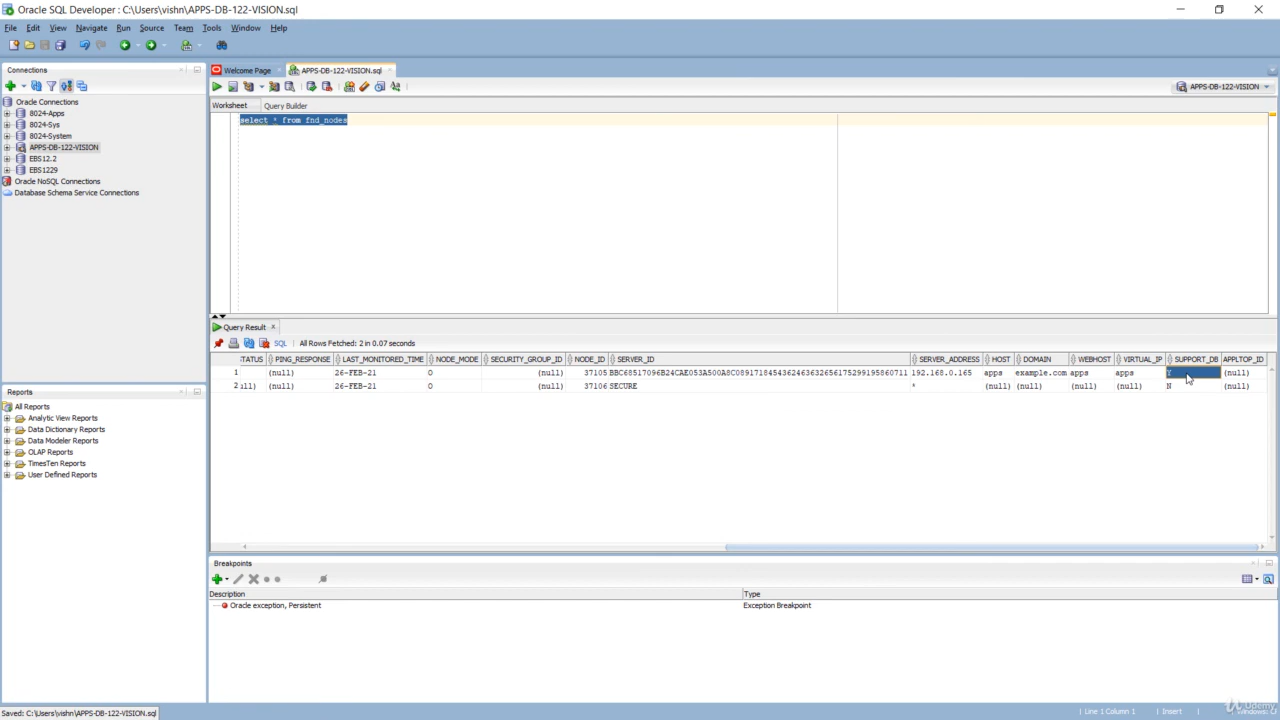 Oracle SQL Developer : C:\Users\vishn\APPS-DB-122-VISION.sql
File Edit View Navigate Run Source Team Tools Window Help
Connections
Oracle Connections
8024-Apps
8024-Sys
8024-System
APPS-DB-122-VISION
EBS12.2
EBS1229
Oracle NoSQL Connections
Database Schema Service Connections
Reports
All Reports
Analytic View Reports
Data Dictionary Reports
Data Modeler Reports
OLAP Reports
TimesTen Reports
User Defined Reports
Welcome Page APPS-DB-122-VISION.sql
APPS-DB-122-VISION
Worksheet Query Builder
select * from fnd_nodes
Query Result
SQL All Rows Fetched: 2 in 0.07 seconds
STATUS PING_RESPONSE LAST_MONITORED_TIME NODE_MODE SECURITY_GROUP_ID NODE_ID SERVER_ID SERVER_ADDRESS HOST DOMAIN WEBHOST VIRTUAL_IP SUPPORT_DB APPLTOP_ID
1 (null) 26-FEB-21 O (null) 37105 BBC68517096B24CAE053A500A8C08917184543624636326561752991958607​11 192.168.0.165 apps example.com apps apps Y (null)
2 ull) (null) 26-FEB-21 O (null) 37106 SECURE * (null) (null) (null) (null) N (null)
Breakpoints
Description Type
Oracle exception, Persistent Exception Breakpoint
Saved: C:\Users\vishn\APPS-DB-122-VISION.sql
Line 1 Column 1 Insert
Udemy